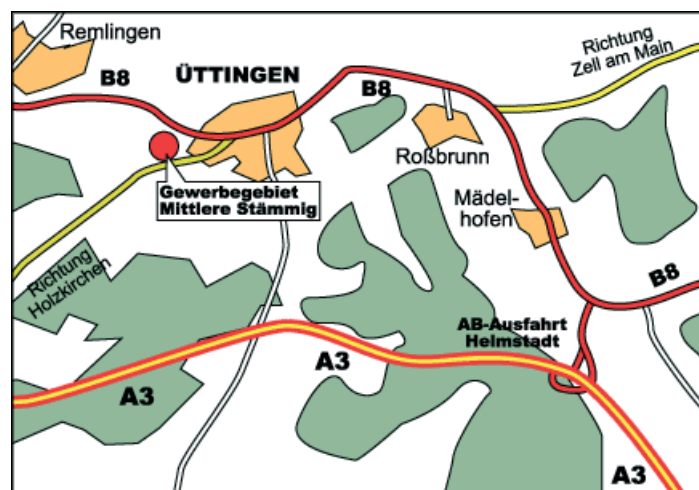 Remlingen
B8
ÜTTINGEN
Richtung
Zell am Main
B8
Roßbrunn
Gewerbegebiet
Mittlere Stämmig
Mädel-
hofen
Richtung
Holzkirchen
B8
AB-Ausfahrt
Helmstadt
A3
A3
A3